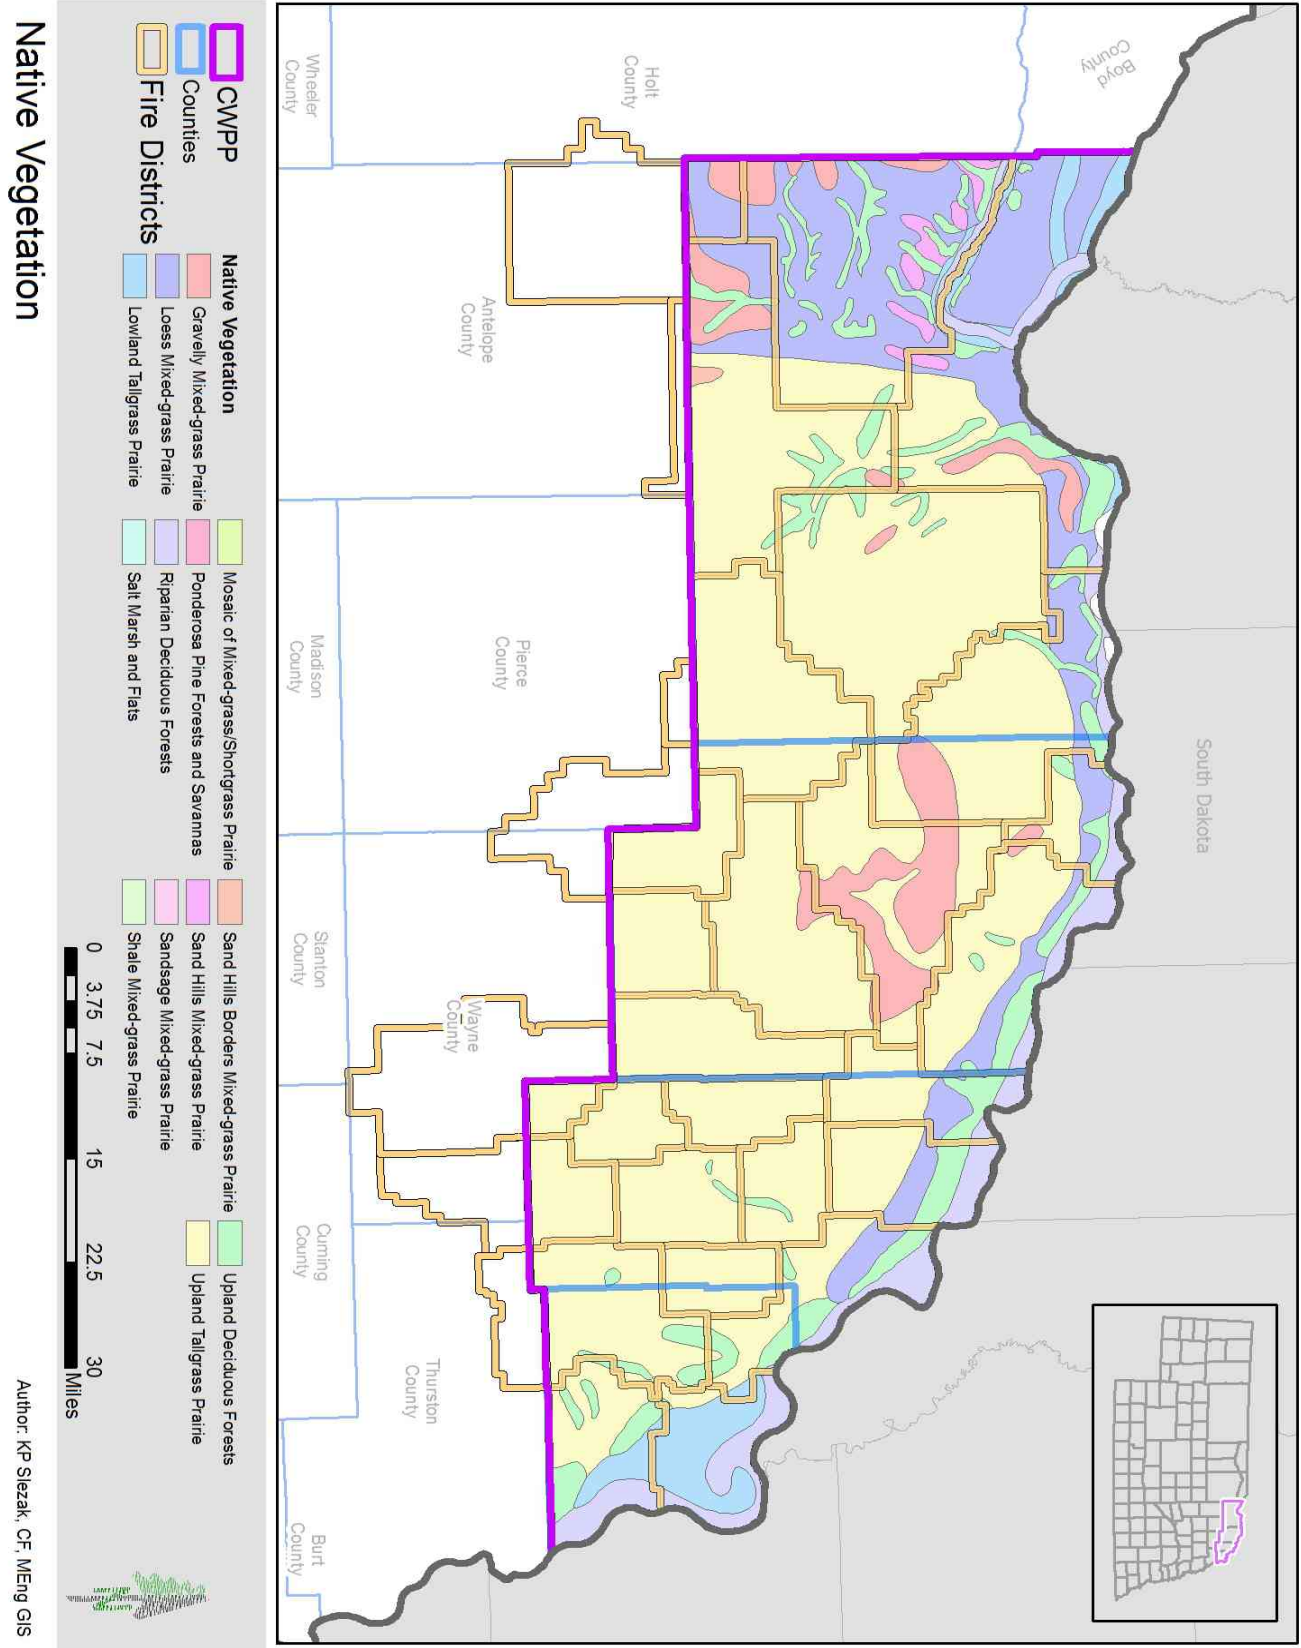 Boyd
County
Holt
County
Wheeler
County
South Dakota
Antelope
County
Pierce
County
Madison
County
Wayne
County
Stanton
County
Cuming
County
Thurston
County
Burt
County
CWPP
Counties
Fire Districts
Native Vegetation
Gravelly Mixed-grass Prairie
Loess Mixed-grass Prairie
Lowland Tallgrass Prairie
Mosaic of Mixed-grass/Shortgrass Prairie
Ponderosa Pine Forests and Savannas
Riparian Deciduous Forests
Salt Marsh and Flats
Sand Hills Borders Mixed-grass Prairie
Sand Hills Mixed-grass Prairie
Sandsage Mixed-grass Prairie
Shale Mixed-grass Prairie
Upland Deciduous Forests
Upland Tallgrass Prairie
0 3.75 7.5 15 22.5 30
Miles
Native Vegetation
Author: KP Slezak, CF, MEng GIS